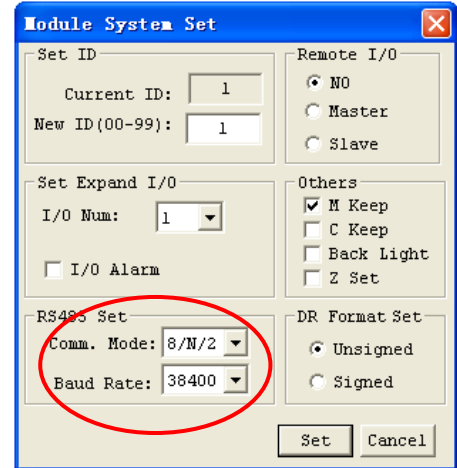 Module System Set
Set ID
Current ID: 1
New ID(00-99): 1
Remote I/O
NO
Master
Slave
Set Expand I/O
I/O Num: 1
I/O Alarm
Others
M Keep
C Keep
Back Light
Z Set
RS485 Set
Comm. Mode: 8/N/2
Baud Rate: 38400
DR Format Set
Unsigned
Signed
Set Cancel